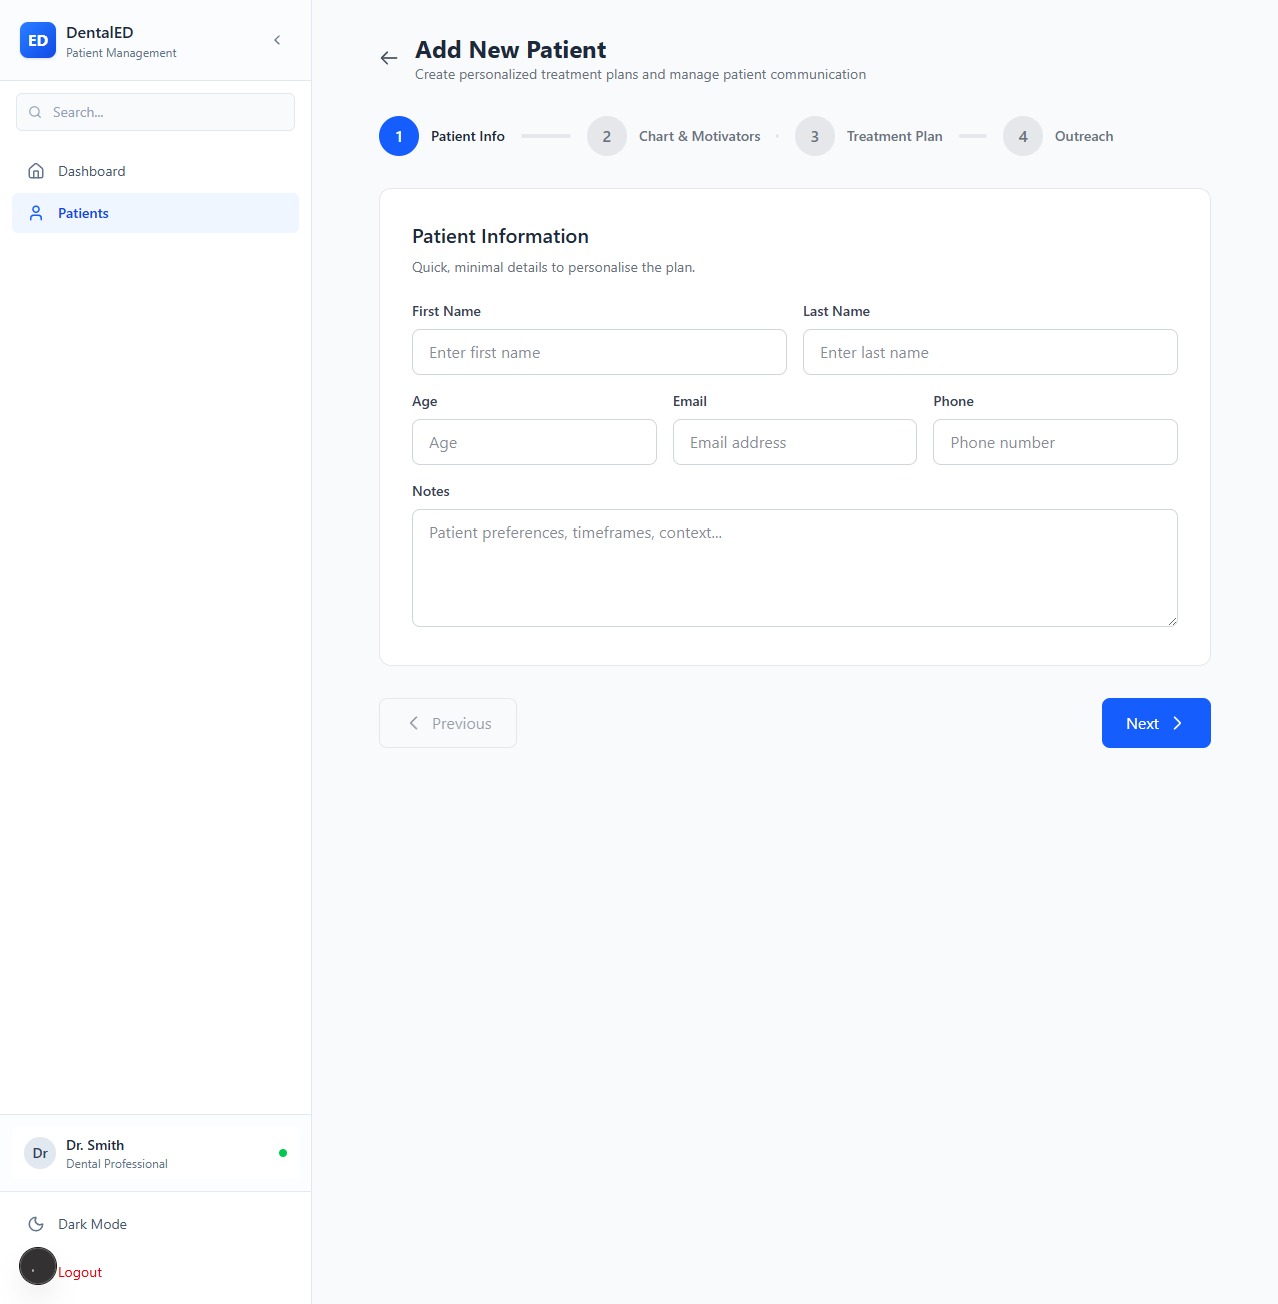 ED
DentalED
Patient Management
Search...
Dashboard
Patients
Dr
Dr. Smith
Dental Professional
Dark Mode
Logout
Add New Patient
Create personalized treatment plans and manage patient communication
1 Patient Info 2 Chart & Motivators 3 Treatment Plan 4 Outreach
Patient Information
Quick, minimal details to personalise the plan.
First Name Last Name
Enter first name Enter last name
Age Email Phone
Age Email address Phone number
Notes
Patient preferences, timeframes, context...
Previous Next